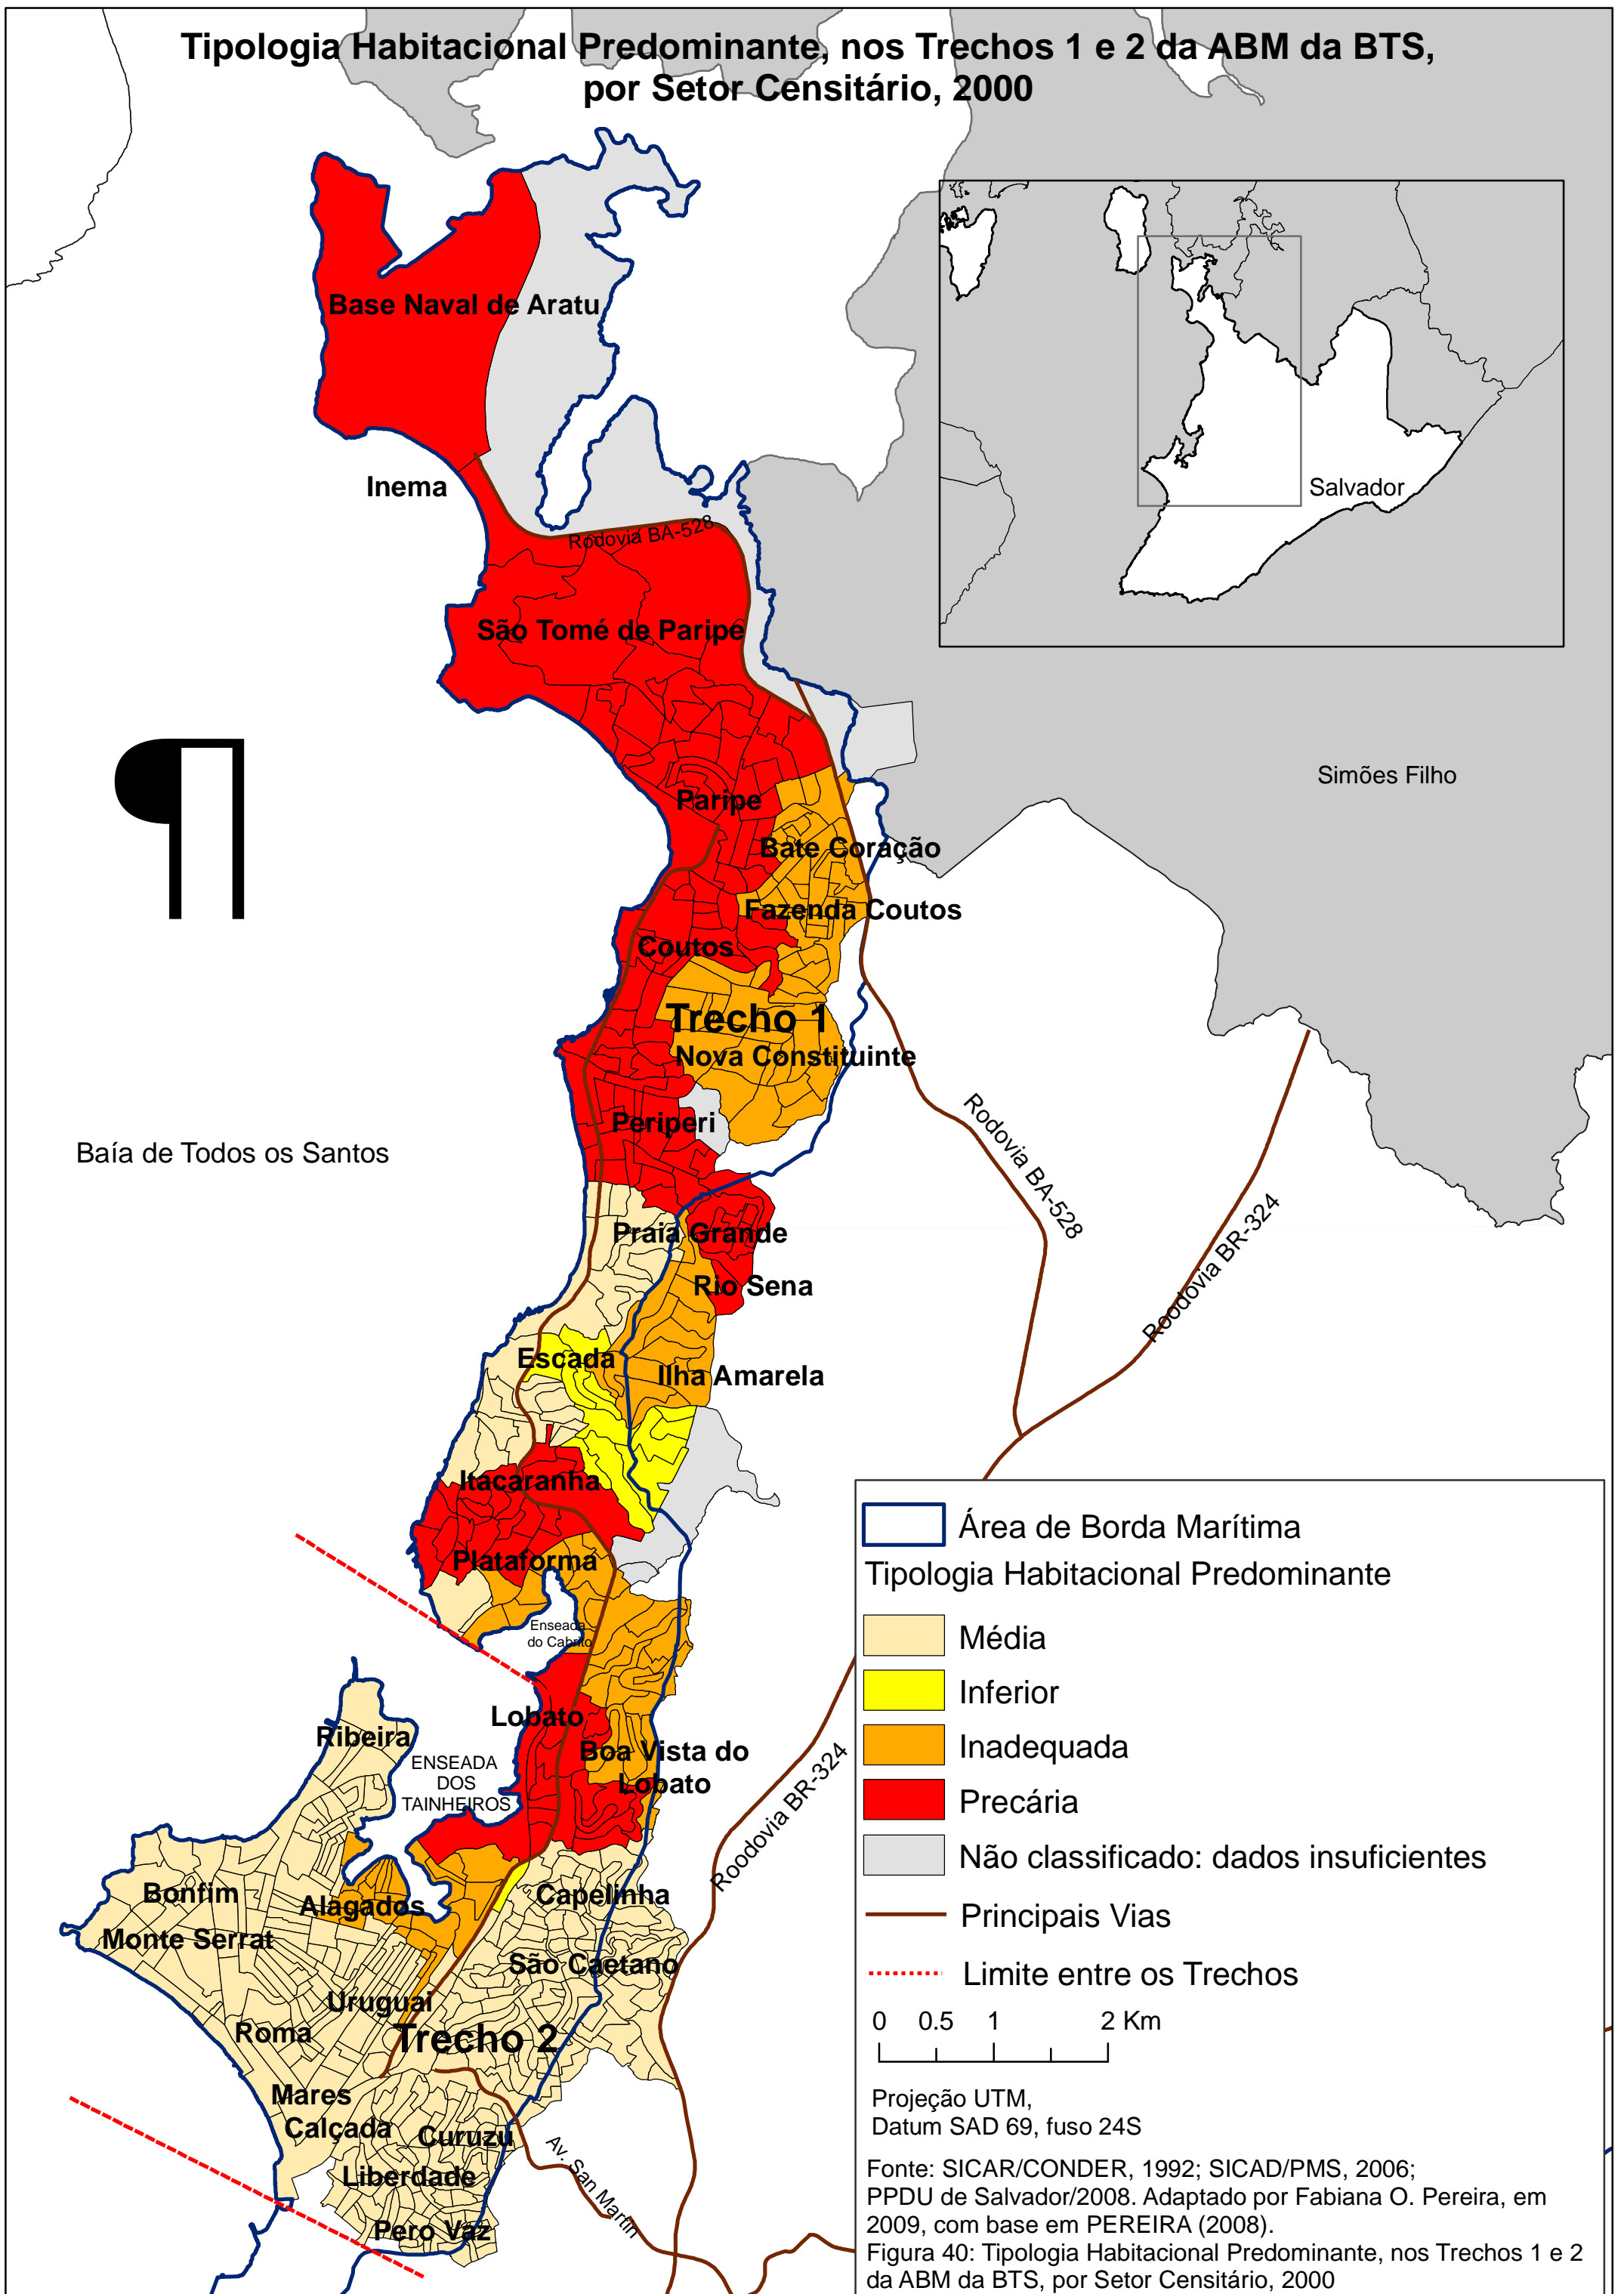 Tipologia Habitacional Predominante, nos Trechos 1 e 2 da ABM da BTS,
por Setor Censitário, 2000
Base Naval de Aratu
Inema
Rodovia BA-528
Salvador
São Tomé de Paripe
¶
Simões Filho
Paripe
Bate Coração
Fazenda Coutos
Coutos
Trecho 1
Nova Constituinte
Periperi
Rodovia BA-528
Baía de Todos os Santos
Praia Grande
Roodovia BR-324
Rio Sena
Escada
Ilha Amarela
Itacaranha
Plataforma
Enseada
do Cabrito
Lobato
Ribeira
Boa Vista do
Lobato
ENSEADA
DOS
TAINHEIROS
Roodovia BR-324
Bonfim
Alagados
Capelinha
Monte Serrat
São Caetano
Uruguai
Roma
Trecho 2
Mares
Calçada
Curuzu
Av. San Martin
Liberdade
Pero Vaz
Área de Borda Marítima
Tipologia Habitacional Predominante
Média
Inferior
Inadequada
Precária
Não classificado: dados insuficientes
Principais Vias
Limite entre os Trechos
0 0.5 1 2 Km
Projeção UTM,
Datum SAD 69, fuso 24S
Fonte: SICAR/CONDER, 1992; SICAD/PMS, 2006;
PPDU de Salvador/2008. Adaptado por Fabiana O. Pereira, em
2009, com base em PEREIRA (2008).
Figura 40: Tipologia Habitacional Predominante, nos Trechos 1 e 2
da ABM da BTS, por Setor Censitário, 2000